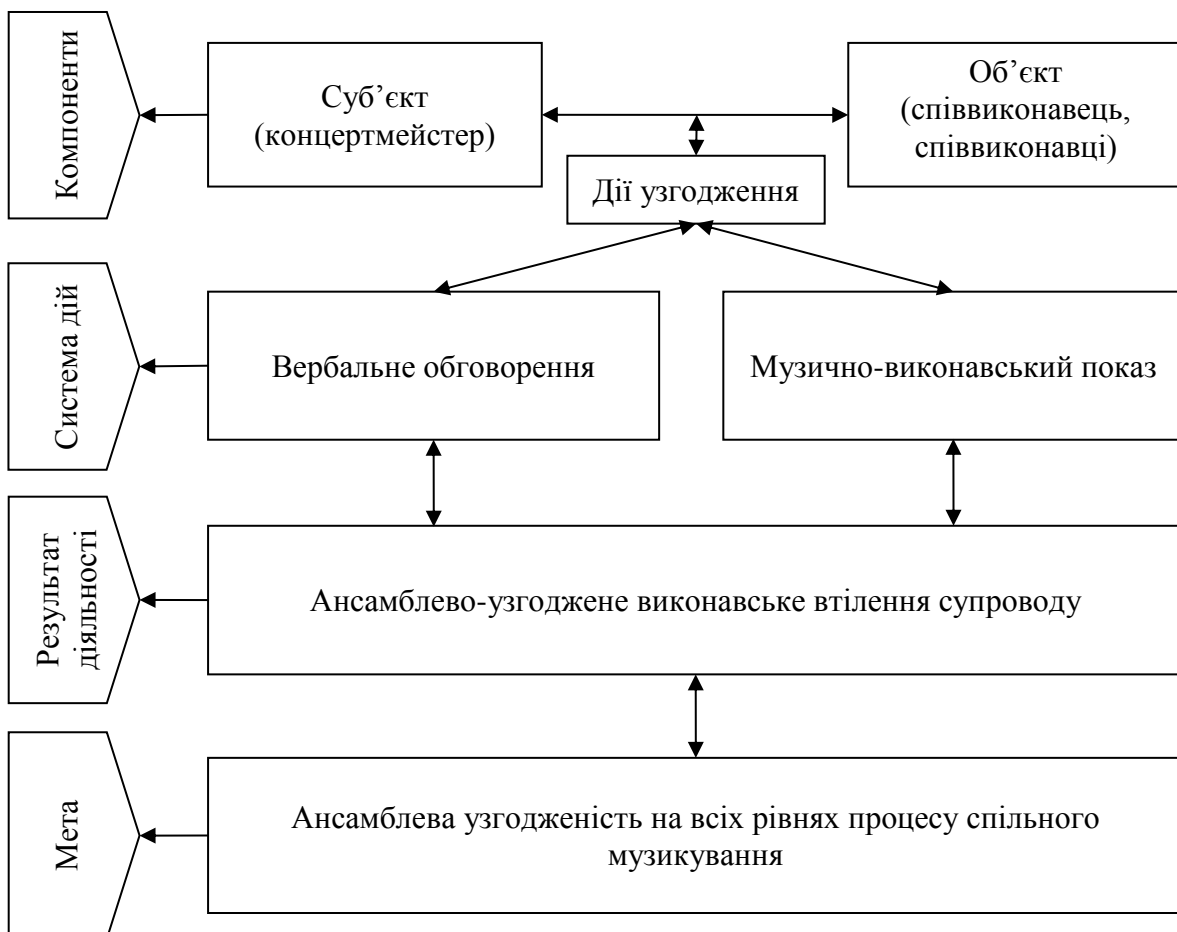 Компоненти
Суб’єкт
(концертмейстер)
Об’єкт
(співвиконавець,
співвиконавці)
Дії узгодження
Система дій
Вербальне обговорення
Музично-виконавський показ
Результат
діяльності
Ансамблево-узгоджене виконавське втілення супроводу
Мета
Ансамблева узгодженість на всіх рівнях процесу спільного
музикування